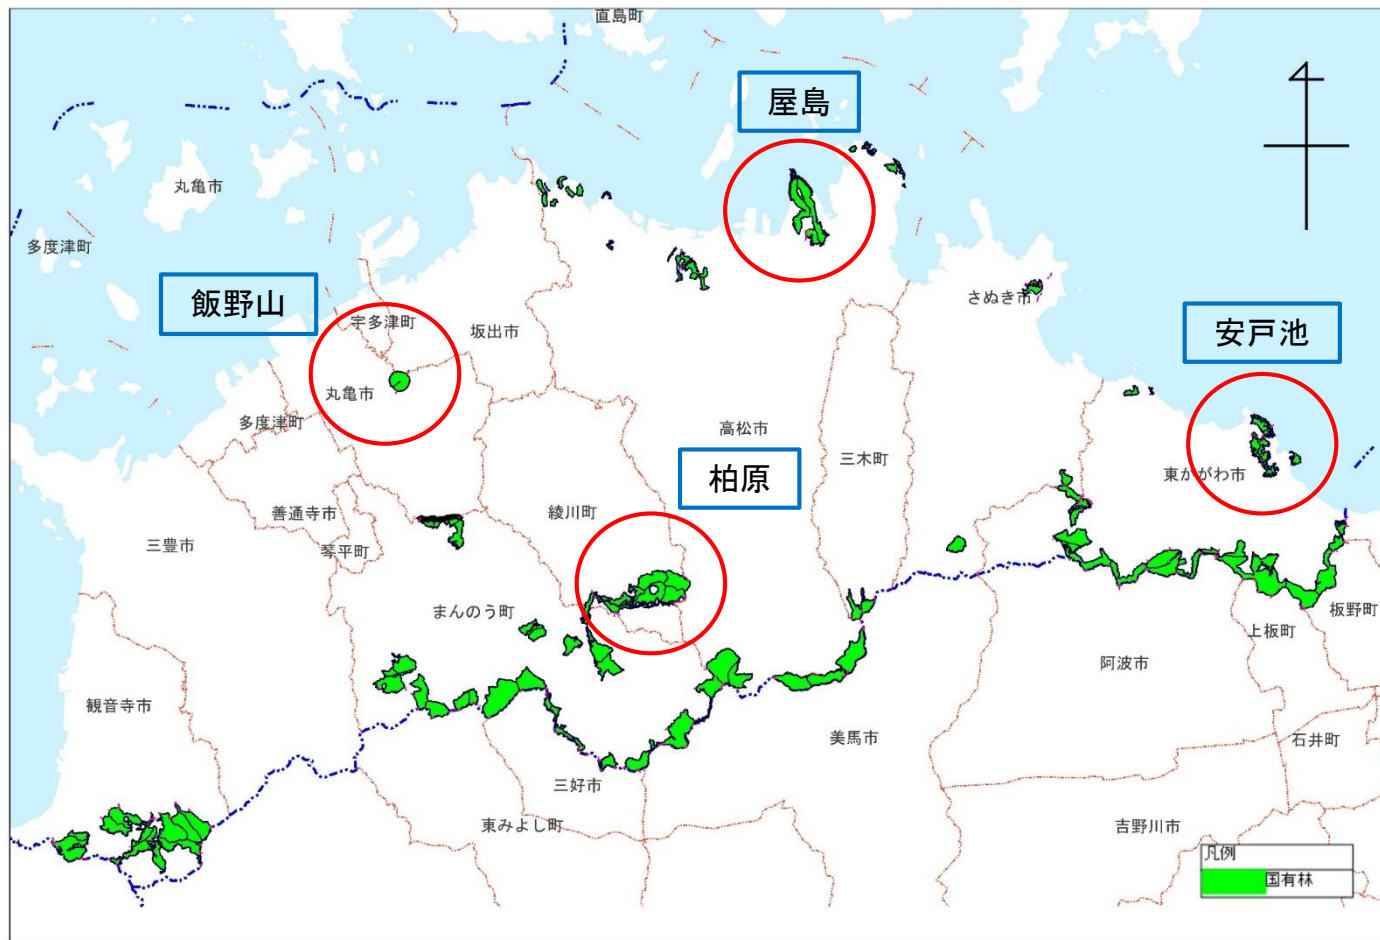 直島町
屋島
丸亀市
多度津町
飯野山
宇多津町
坂出市
さぬき市
安戸池
丸亀市
多度津町
高松市
三木町
柏原
東かがわ市
善通寺市
綾川町
琴平町
三豊市
まんのう町
板野町
上板町
阿波市
観音寺市
美馬市
石井町
三好市
東みよし町
吉野川市
凡例
国有林